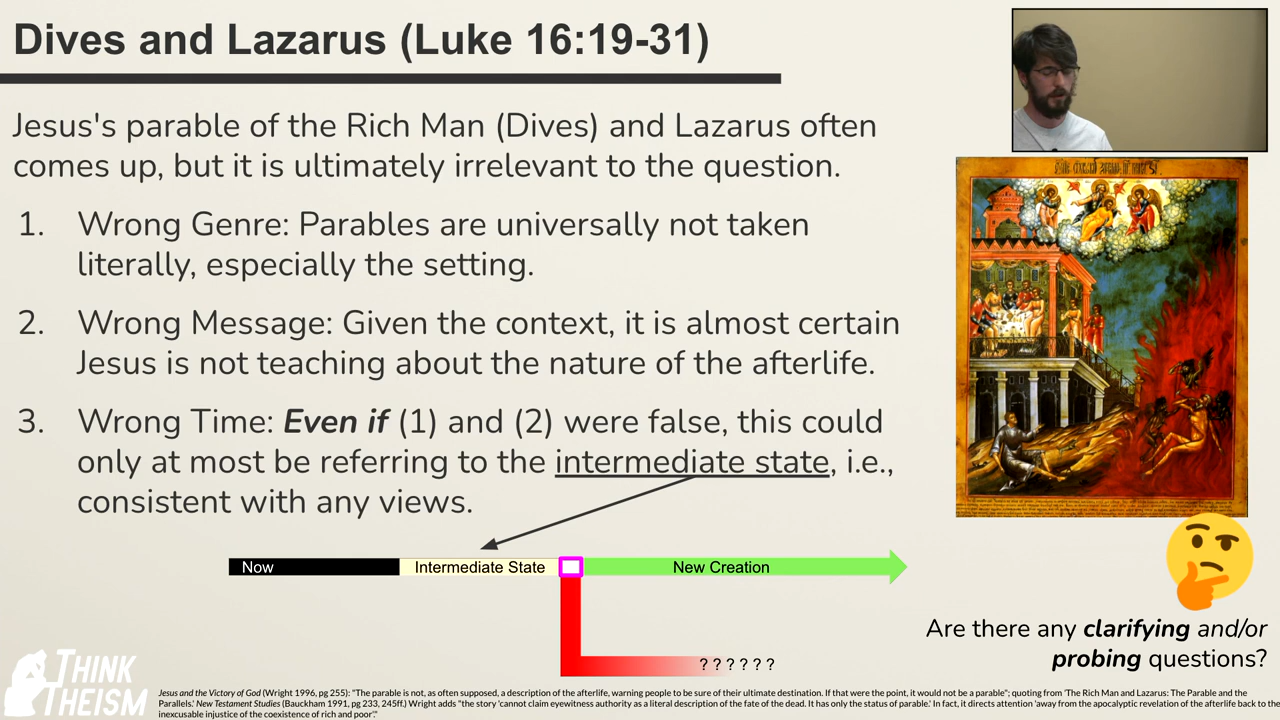 Dives and Lazarus (Luke 16:19-31)
Jesus's parable of the Rich Man (Dives) and Lazarus often
comes up, but it is ultimately irrelevant to the question.
1. Wrong Genre: Parables are universally not taken
literally, especially the setting.
2. Wrong Message: Given the context, it is almost certain
Jesus is not teaching about the nature of the afterlife.
3. Wrong Time: Even if (1) and (2) were false, this could
only at most be referring to the intermediate state, i.e.,
consistent with any views.
Now
Intermediate State
New Creation
? ? ? ? ? ?
Are there any clarifying and/or
probing questions?
THINK
THEISM
Jesus and the Victory of God (Wright 1996, pg 255): "The parable is not, as often supposed, a description of the afterlife, warning people to be sure of their ultimate destination. If that were the point, it would not be a parable"; quoting from 'The Rich Man and Lazarus: The Parable and the
Parallels.' New Testament Studies (Bauckham 1991, pg 233, 245ff.) Wright adds "the story 'cannot claim eyewitness authority as a literal description of the fate of the dead. It has only the status of parable.' In fact, it directs attention 'away from the apocalyptic revelation of the afterlife back to the
inexcusable injustice of the coexistence of rich and poor'."